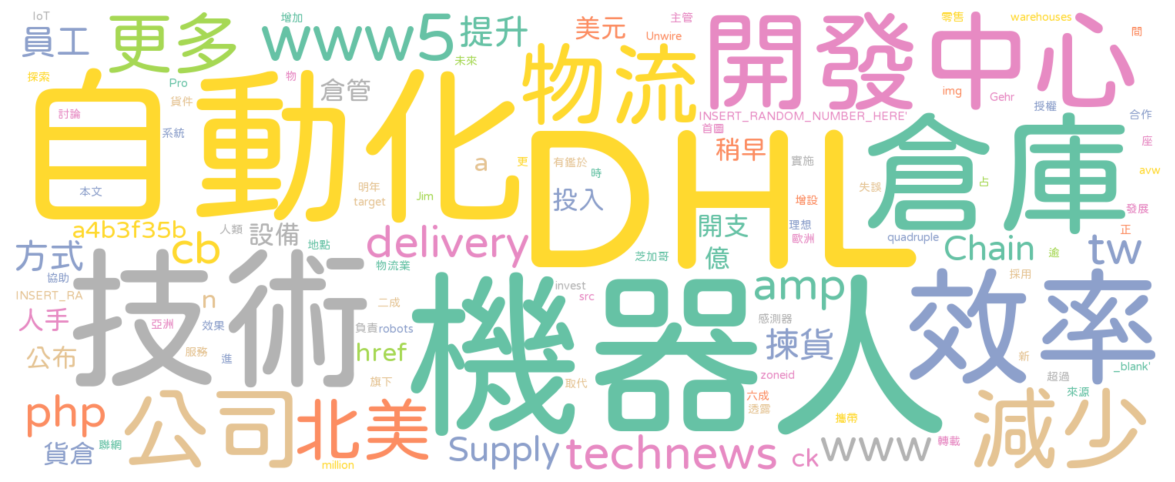 IoT
增加
主管
零售
warehouses
員工
更多
www5
提升
美元
Unwire
開發中心
問
未來
探索
Pro
物
倉管
物流
img
Gehr
授權
貨件
自動化
DHL
倉庫
合作
討論
INSERT_RANDOM_NUMBER_HERE'
首圖
系統
稍早
座
a
更
有鑑於
時
實施
失誤
占
avw
本文
明年
target
Jim
投入
增設
理想
歐洲
發展
a4b3f35b
人類
設備
地點
delivery
開支
億
quadruple
Chain
逾
正
tw
方式
cb
協助
技術
物流業
芝加哥
機器人
invest
src
amp
採用
效率
INSERT_RA
n
二成
人手
亞洲
效果
負責
robots
感測器
揀貨
公布
服務
進
href
zoneid
新
超過
_blank'
旗下
取代
六成
透露
來源
php
公司
北美
攜帶
減少
貨倉
聯網
million
Supply
technews
ck
www
轉載